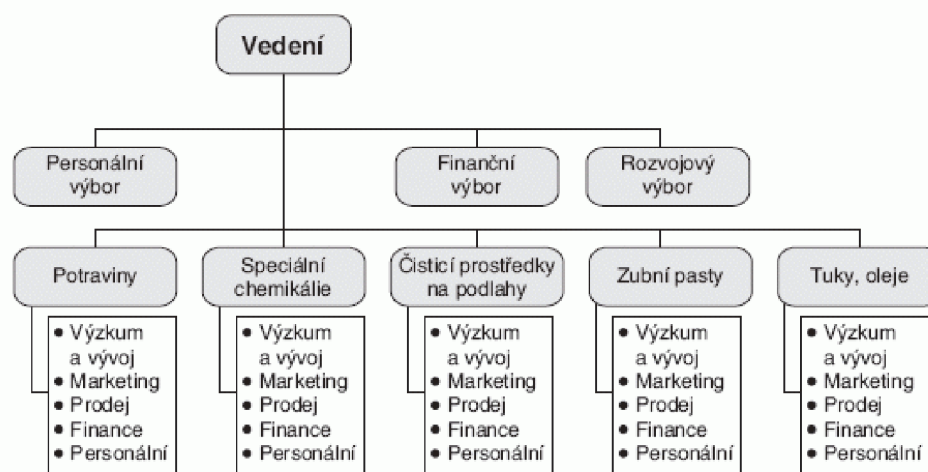 Vedení
Personální
výbor
Finanční
výbor
Rozvojový
výbor
Potraviny
Speciální
chemikálie
Čisticí prostředky
na podlahy
Zubní pasty
Tuky, oleje
• Výzkum
a vývoj
• Marketing
• Prodej
• Finance
• Personální
• Výzkum
a vývoj
• Marketing
• Prodej
• Finance
• Personální
• Výzkum
a vývoj
• Marketing
• Prodej
• Finance
• Personální
• Výzkum
a vývoj
• Marketing
• Prodej
• Finance
• Personální
• Výzkum
a vývoj
• Marketing
• Prodej
• Finance
• Personální